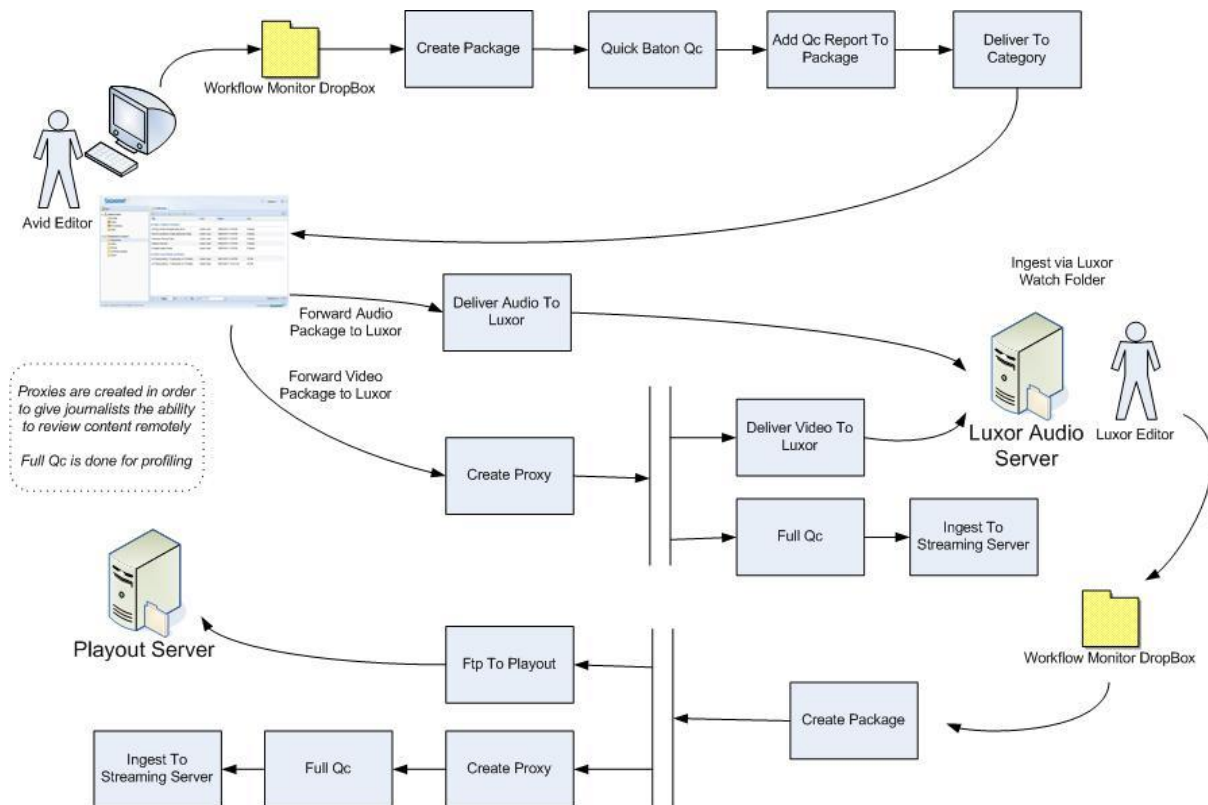 Create Package
Quick Baton Qc
Add Qc Report To
Package
Deliver To
Category
Workflow Monitor DropBox
Avid Editor
Forward Audio
Package to Luxor
Deliver Audio To
Luxor
Ingest via Luxor
Watch Folder
Forward Video
Package to Luxor
Proxies are created in order
to give journalists the ability
to review content remotely
Full Qc is done for profiling
Create Proxy
Deliver Video To
Luxor
Luxor Audio
Server
Luxor Editor
Full Qc
Ingest To
Streaming Server
Playout Server
Ftp To Playout
Workflow Monitor DropBox
Create Package
Ingest To
Streaming Server
Full Qc
Create Proxy